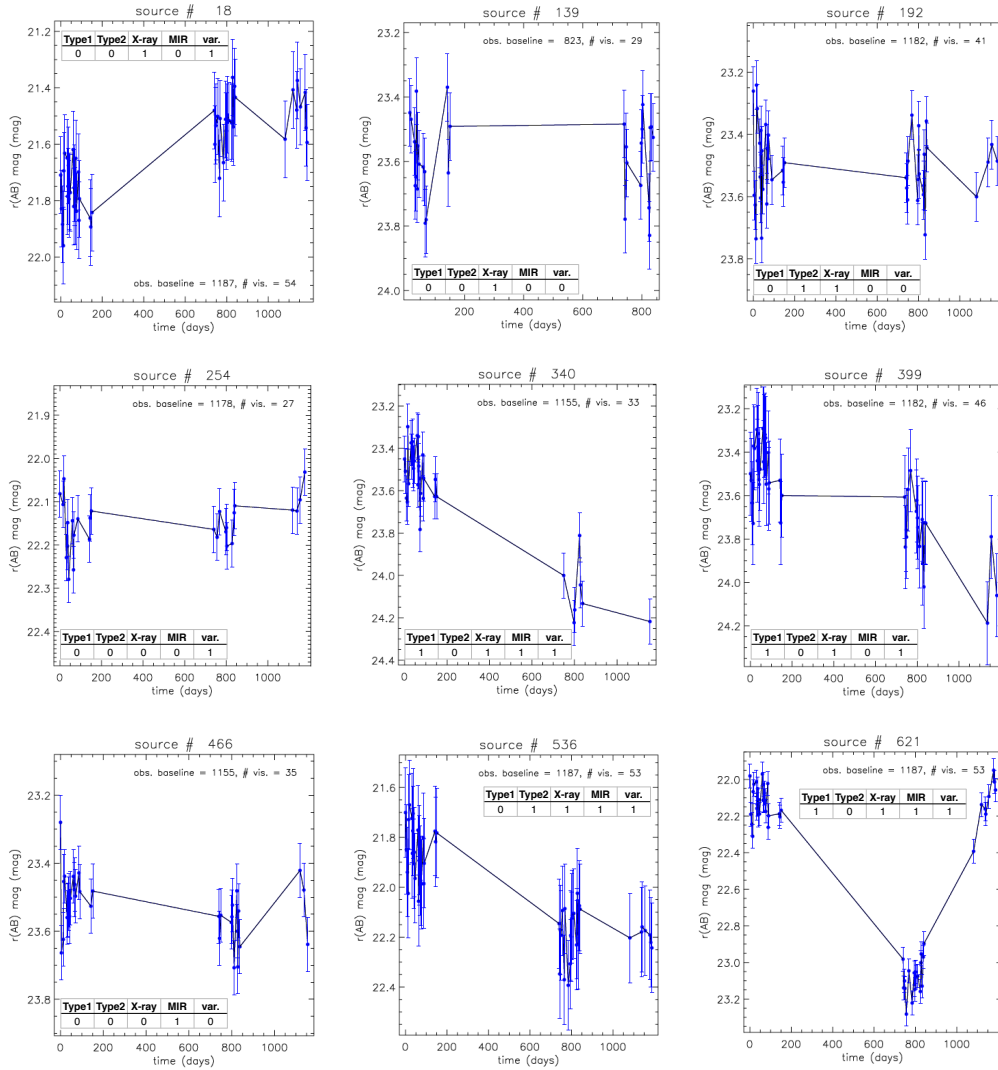 source # 18
Type1 Type2 X-ray MIR var.
0 0 1 0 1
obs. baseline = 1187, # vis. = 54
21.2
21.4
21.6
21.8
22.0
r(AB) mag (mag)
0 200 400 600 800 1000
time (days)
source # 139
obs. baseline = 823, # vis. = 29
Type1 Type2 X-ray MIR var.
0 0 1 0 0
23.2
23.4
23.6
23.8
24.0
r(AB) mag (mag)
200 400 600 800
time (days)
source # 192
obs. baseline = 1182, # vis. = 41
Type1 Type2 X-ray MIR var.
0 1 1 0 0
23.2
23.4
23.6
23.8
r(AB) mag (mag)
0 200 400 600 800 1000
time (days)
source # 254
obs. baseline = 1178, # vis. = 27
Type1 Type2 X-ray MIR var.
0 0 0 0 1
21.9
22.0
22.1
22.2
22.3
22.4
r(AB) mag (mag)
0 200 400 600 800 1000
time (days)
source # 340
obs. baseline = 1155, # vis. = 33
Type1 Type2 X-ray MIR var.
1 0 1 1 1
23.2
23.4
23.6
23.8
24.0
24.2
24.4
r(AB) mag (mag)
0 200 400 600 800 1000
time (days)
source # 399
obs. baseline = 1182, # vis. = 46
Type1 Type2 X-ray MIR var.
1 0 1 0 1
23.2
23.4
23.6
23.8
24.0
24.2
r(AB) mag (mag)
0 200 400 600 800 1000
time (days)
source # 466
obs. baseline = 1155, # vis. = 35
Type1 Type2 X-ray MIR var.
0 0 0 1 0
23.2
23.4
23.6
23.8
r(AB) mag (mag)
0 200 400 600 800 1000
time (days)
source # 536
obs. baseline = 1187, # vis. = 53
Type1 Type2 X-ray MIR var.
0 1 1 1 1
21.6
21.8
22.0
22.2
22.4
r(AB) mag (mag)
0 200 400 600 800 1000
time (days)
source # 621
obs. baseline = 1187, # vis. = 53
Type1 Type2 X-ray MIR var.
1 0 1 1 1
22.0
22.2
22.4
22.6
22.8
23.0
23.2
r(AB) mag (mag)
0 200 400 600 800 1000
time (days)